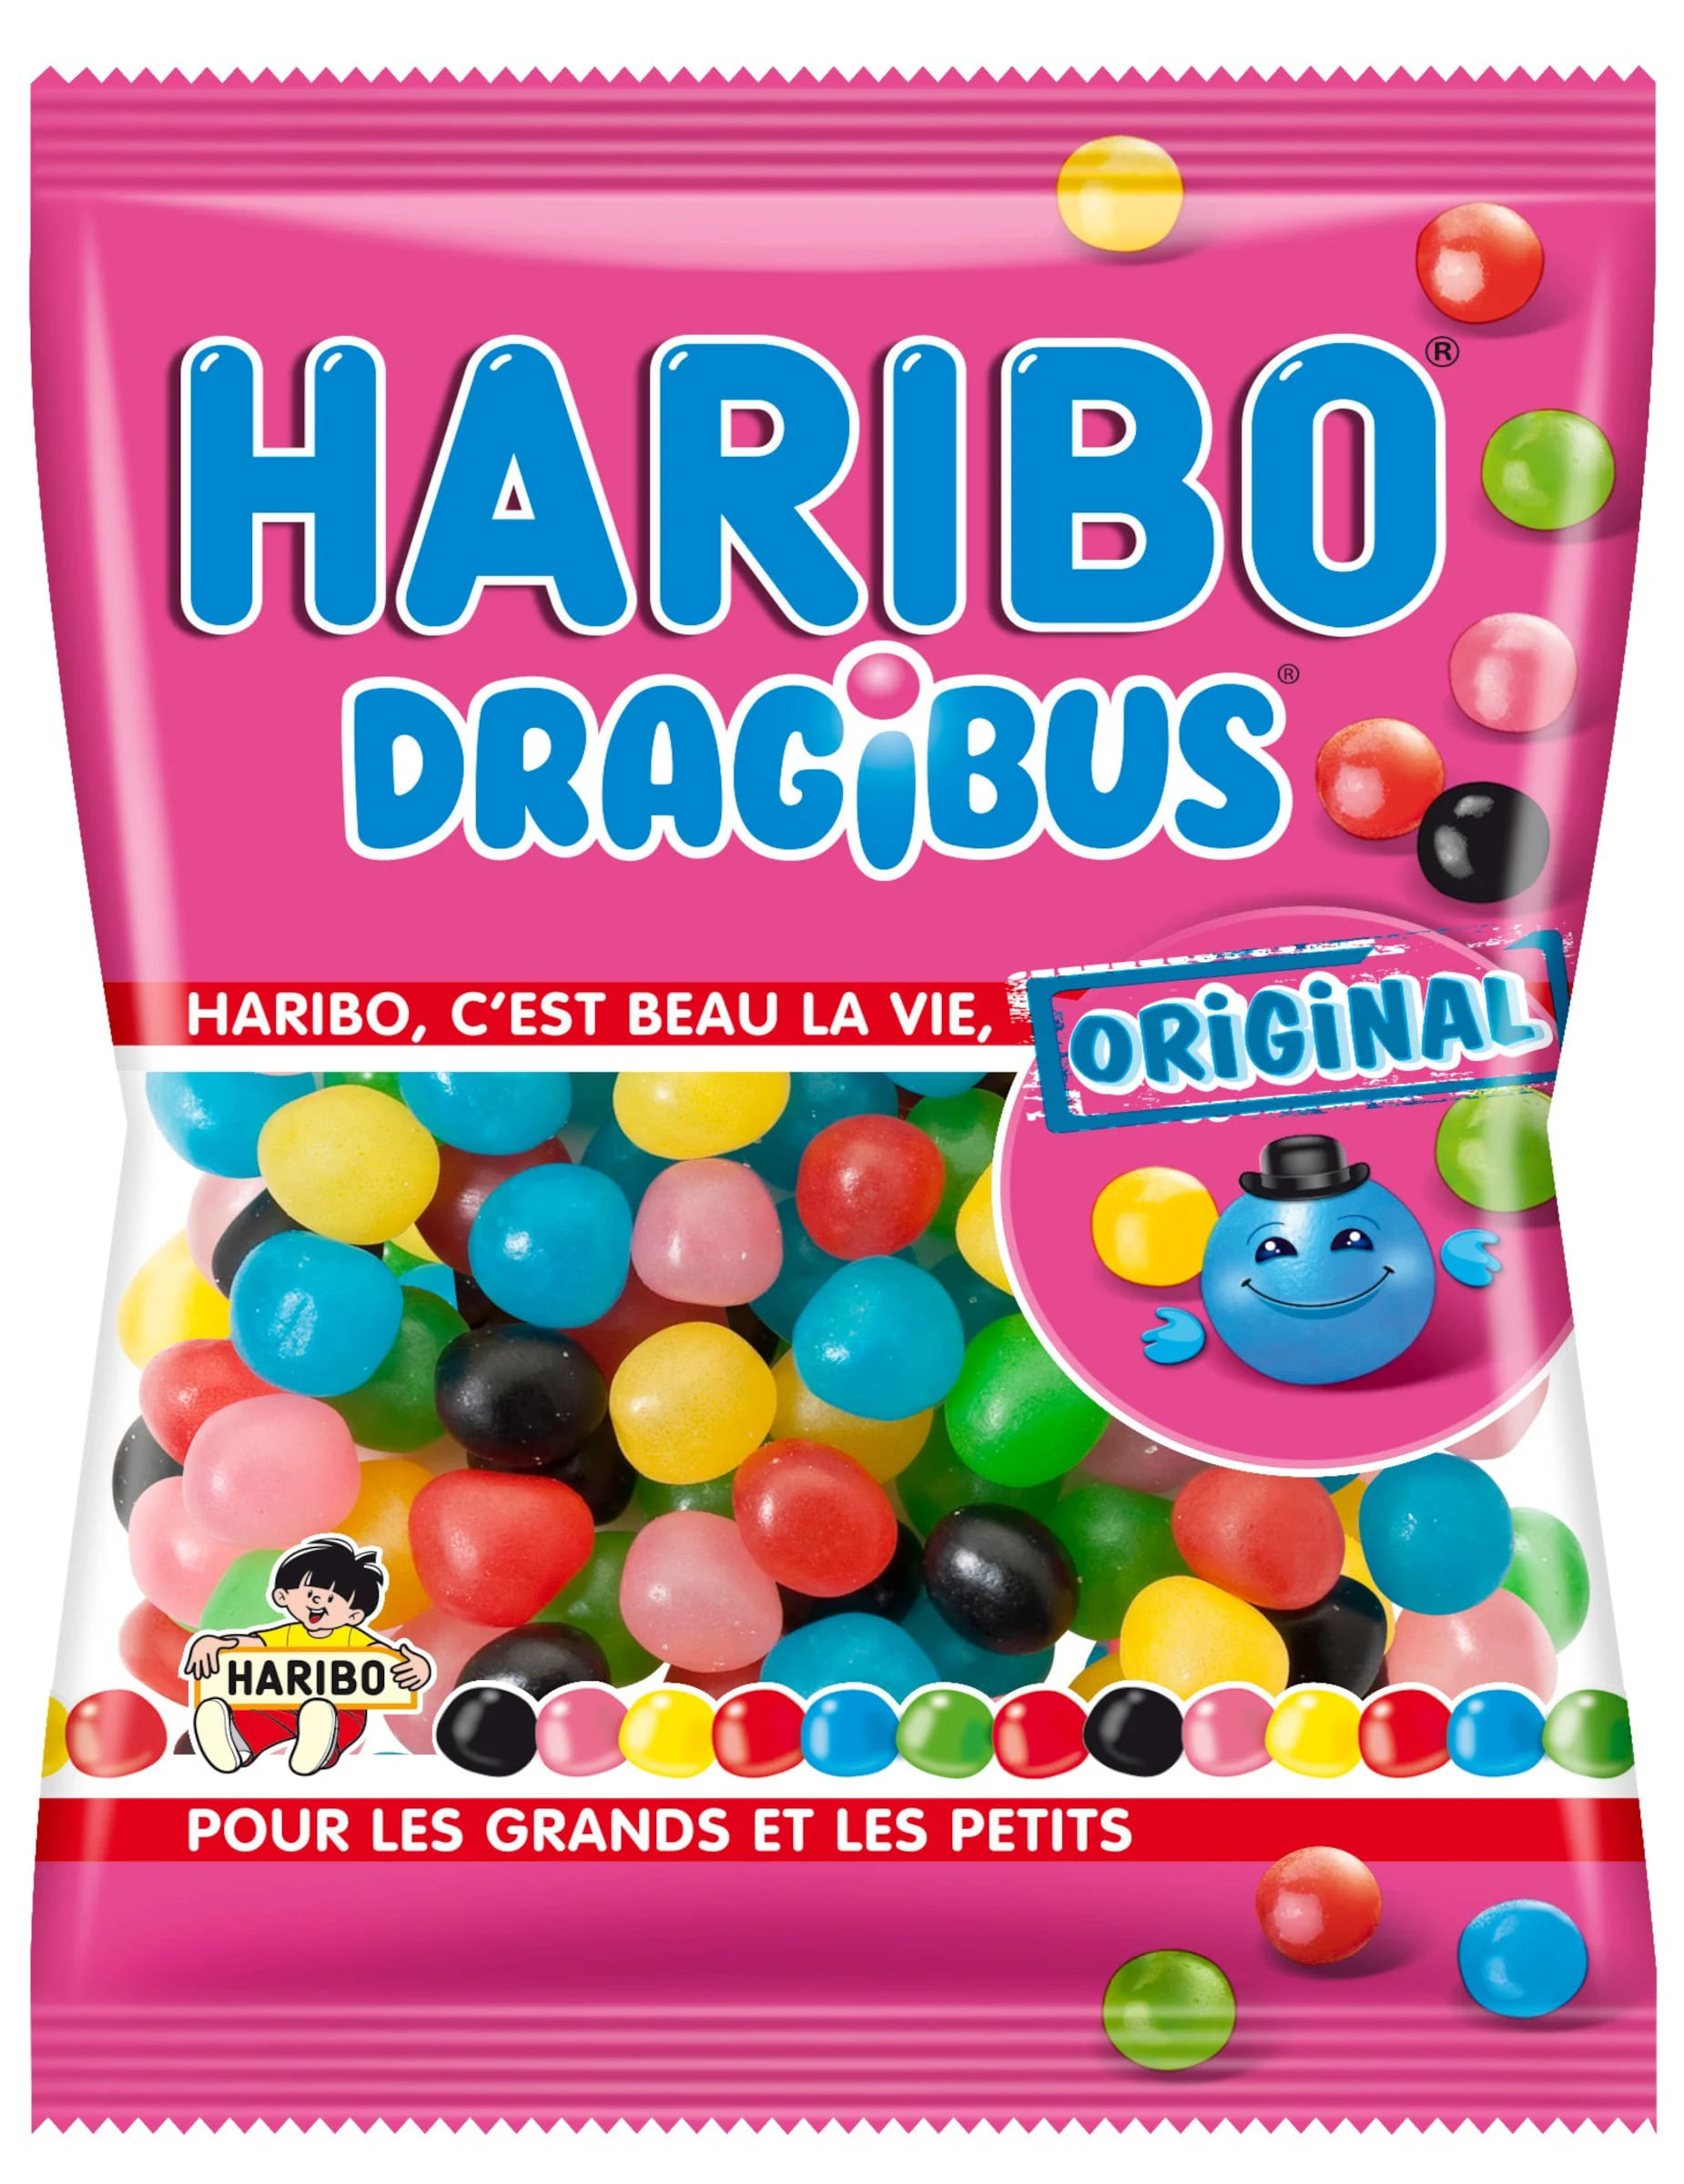 HARIBO®
DRAGiBUS®
HARIBO, C'EST BEAU LA VIE,
ORiGiNAL
HARIBO
POUR LES GRANDS ET LES PETITS